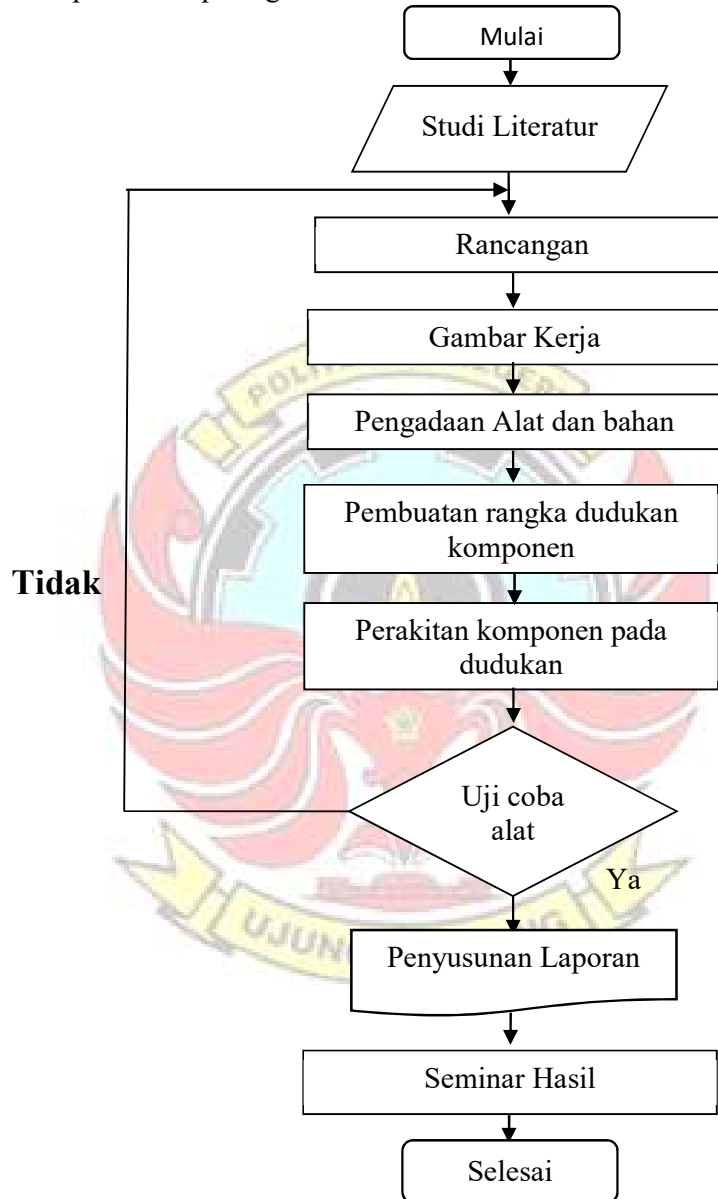 Mulai
Studi Literatur
Rancangan
Gambar Kerja
Pengadaan Alat dan bahan
Pembuatan rangka dudukan
komponen
Tidak
Perakitan komponen pada
dudukan
Uji coba
alat
Ya
Penyusunan Laporan
Seminar Hasil
Selesai
UJUNG